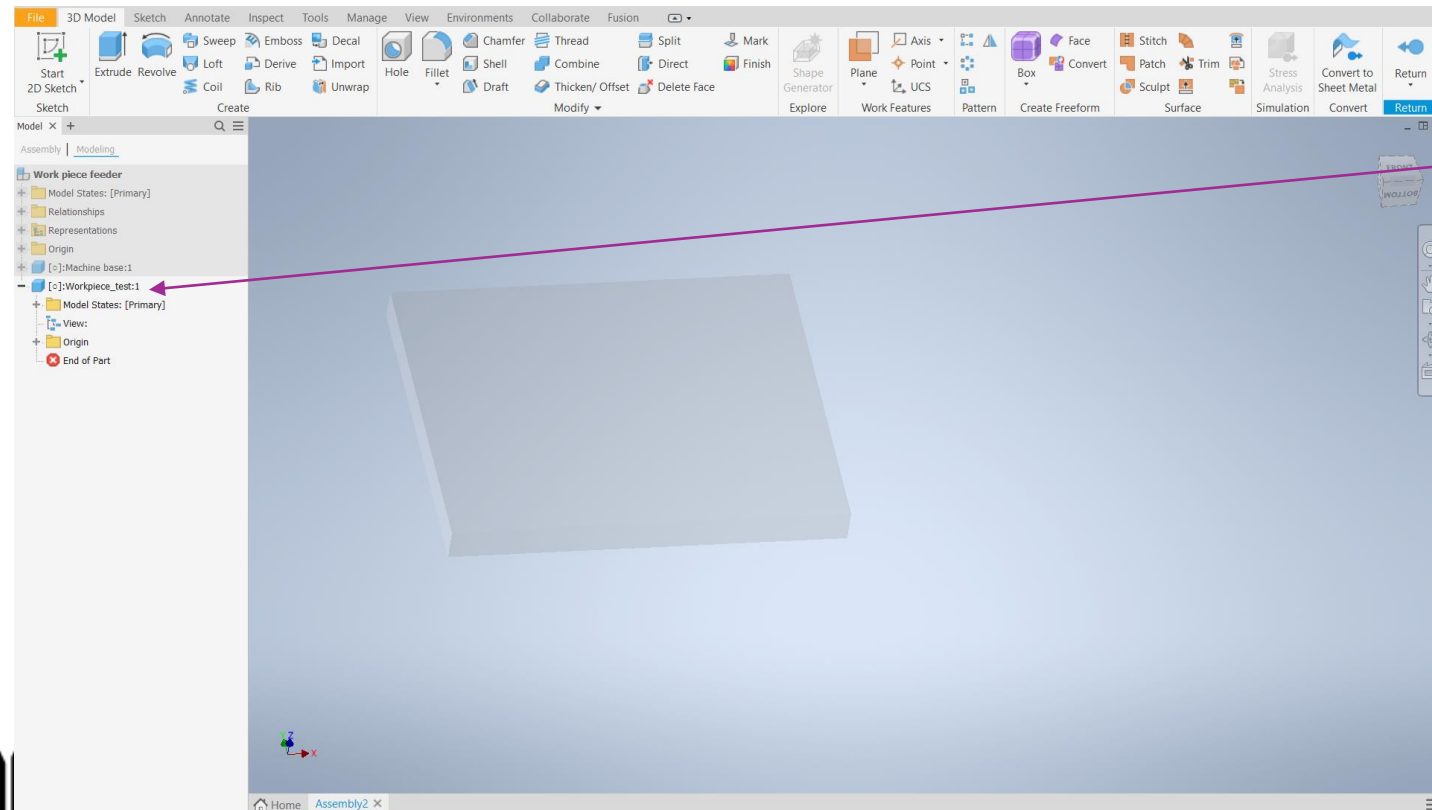 File 3D Model Sketch Annotate Inspect Tools Manage View Environments Collaborate Fusion
Sweep Emboss Decal Chamfer Thread Split Mark Axis Face Stitch
Loft Derive Import Shell Combine Direct Finish Point Convert Patch Trim
Start Extrude Revolve Hole Fillet Shape Plane Box Stress Convert to Return
2D Sketch Coil Rib Unwrap Draft Thicken/ Offset Delete Face Generator UCS Sculpt Analysis Sheet Metal
Sketch Create Modify Explore Work Features Pattern Create Freeform Surface Simulation Convert Return
Model
Assembly Modeling
Work piece feeder
Model States: [Primary]
Relationships
Representations
Origin
[o]:Machine base:1
[o]:Workpiece_test:1
Model States: [Primary]
View:
Origin
End of Part
FRONT
BOTTOM
Z
X
Home Assembly2